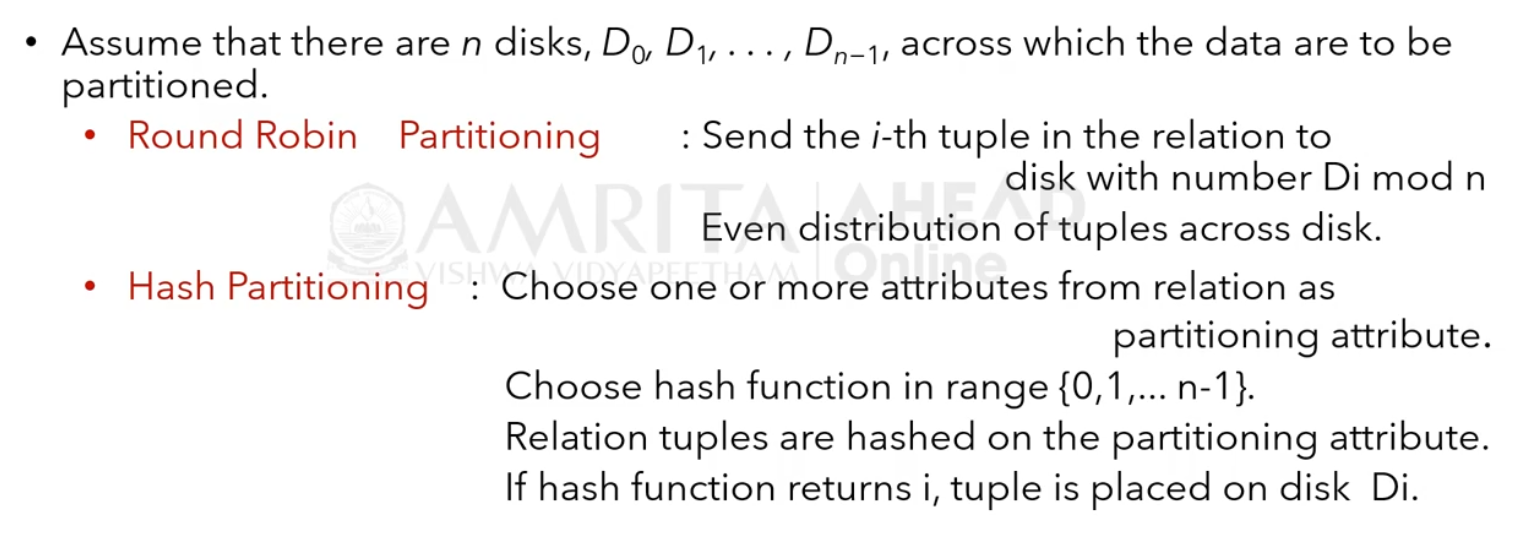 • Assume that there are n disks, D0, D1, . . . , Dn−1, across which the data are to be
partitioned.
• Round Robin Partitioning : Send the i-th tuple in the relation to
disk with number Di mod n
AMRITA AHEAD
Even distribution of tuples across disk.
VISHWA VIDYAPEETHAM Online
• Hash Partitioning : Choose one or more attributes from relation as
partitioning attribute.
Choose hash function in range {0,1,... n-1}.
Relation tuples are hashed on the partitioning attribute.
If hash function returns i, tuple is placed on disk Di.